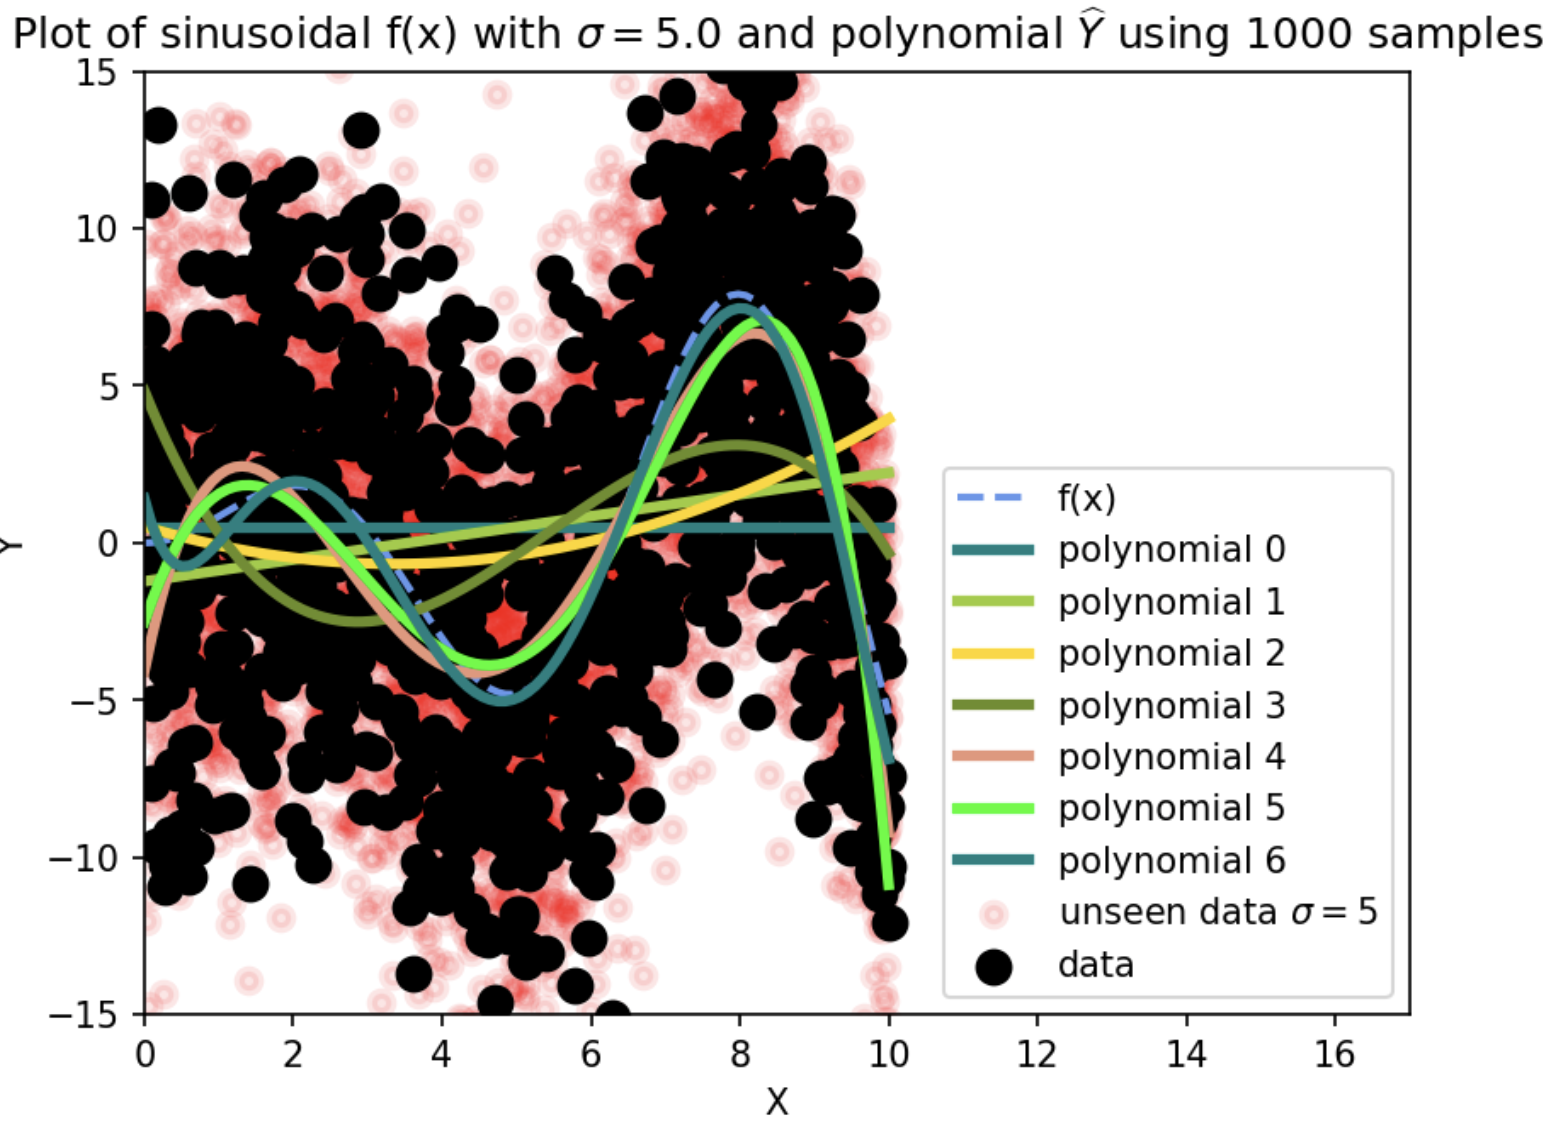 Plot of sinusoidal f(x) with σ = 5.0 and polynomial Ŷ using 1000 samples
15
10
5
0
−5
−10
−15
Y
0 2 4 6 8 10 12 14 16
X
f(x)
polynomial 0
polynomial 1
polynomial 2
polynomial 3
polynomial 4
polynomial 5
polynomial 6
unseen data σ = 5
data